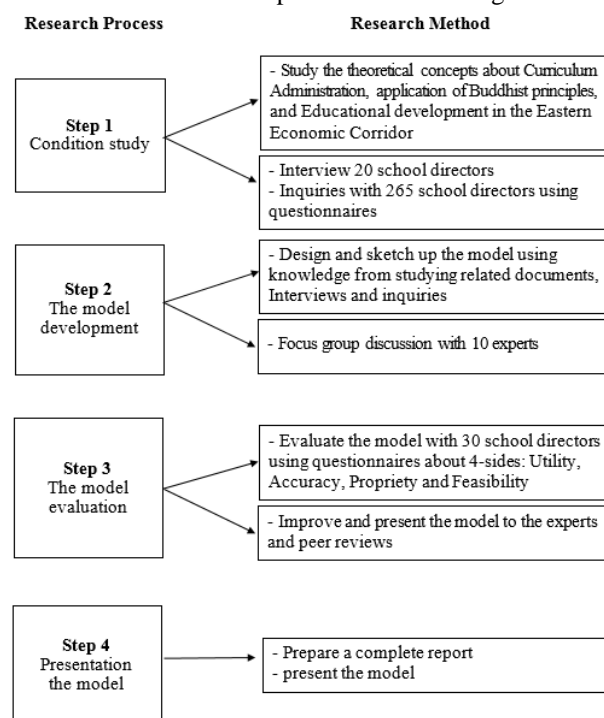 Research Process
Research Method
Step 1
Condition study
- Study the theoretical concepts about Curriculum
Administration, application of Buddhist principles,
and Educational development in the Eastern
Economic Corridor
- Interview 20 school directors
- Inquiries with 265 school directors using
questionnaires
Step 2
The model
development
- Design and sketch up the model using
knowledge from studying related documents,
Interviews and inquiries
- Focus group discussion with 10 experts
Step 3
The model
evaluation
- Evaluate the model with 30 school directors
using questionnaires about 4-sides: Utility,
Accuracy, Propriety and Feasibility
- Improve and present the model to the experts
and peer reviews
Step 4
Presentation
the model
- Prepare a complete report
- present the model